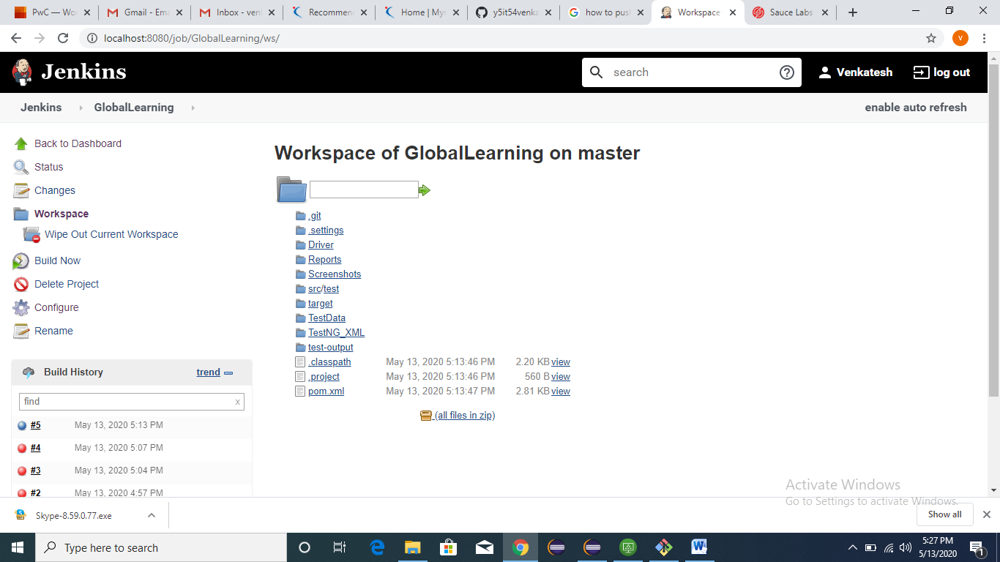 PwC — Wor
Gmail - Ema
Inbox - ven
Recommen
Home | Myn
y5it54venka
how to pus
Workspace
Sauce Labs
localhost:8080/job/GlobalLearning/ws/
V
Jenkins
search
Venkatesh
log out
Jenkins
GlobalLearning
enable auto refresh
Back to Dashboard
Status
Changes
Workspace
Wipe Out Current Workspace
Build Now
Delete Project
Configure
Rename
Build History
trend
find
x
#5 May 13, 2020 5:13 PM
#4 May 13, 2020 5:07 PM
#3 May 13, 2020 5:04 PM
#2 May 13, 2020 4:57 PM
Workspace of GlobalLearning on master
.git
.settings
Driver
Reports
Screenshots
src/test
target
TestData
TestNG_XML
test-output
.classpath May 13, 2020 5:13:46 PM 2.20 KB view
.project May 13, 2020 5:13:46 PM 560 B view
pom.xml May 13, 2020 5:13:47 PM 2.81 KB view
(all files in zip)
Activate Windows
Go to Settings to activate Windows.
Skype-8.59.0.77.exe
Show all
Type here to search
5:27 PM
5/13/2020
1